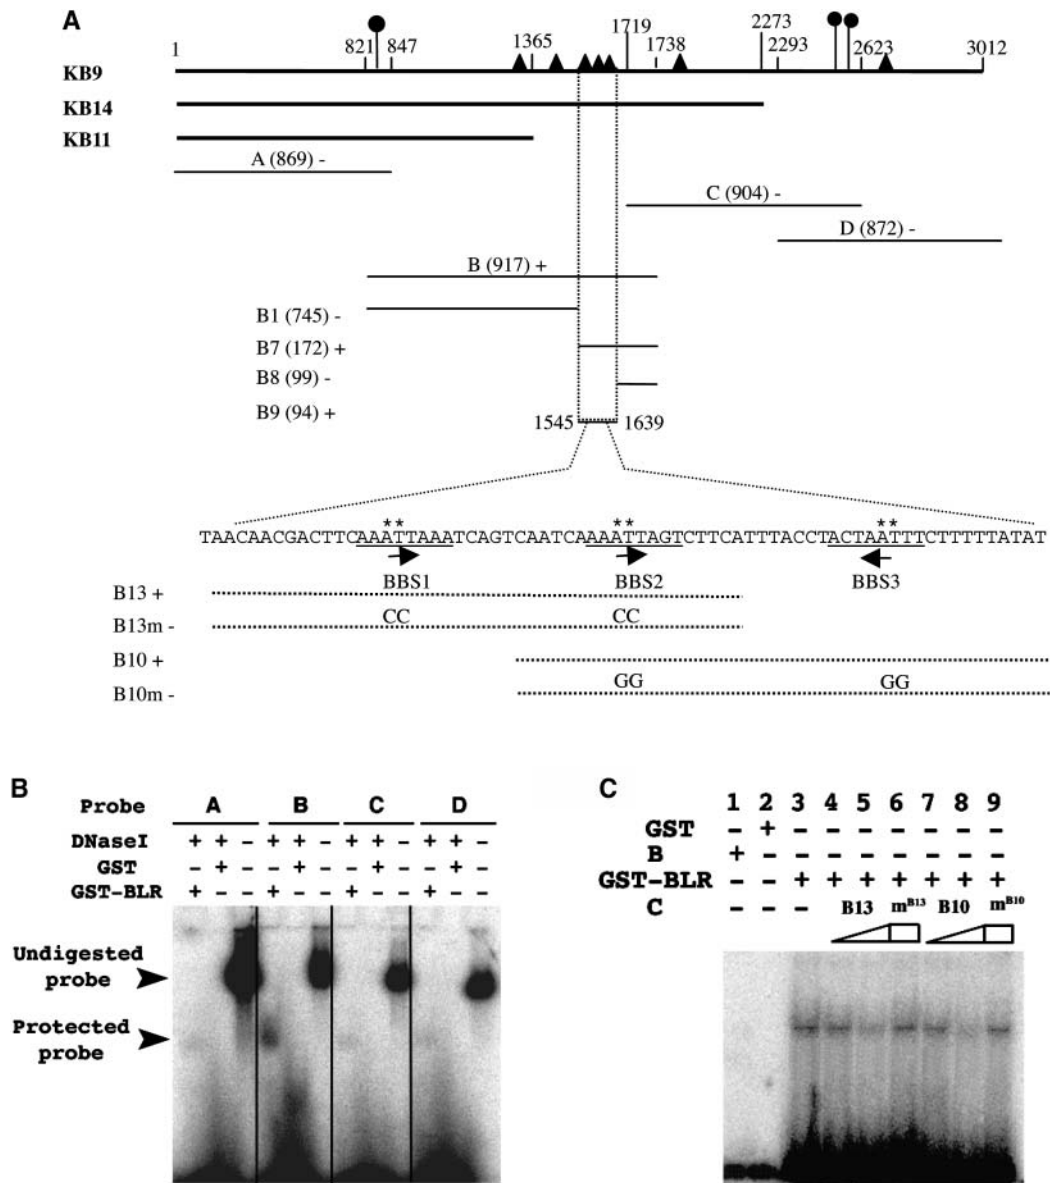 A
1
821
847
1365
1719
1738
2273
2293
2623
3012
KB9
KB14
KB11
A (869) -
C (904) -
D (872) -
B (917) +
B1 (745) -
B7 (172) +
B8 (99) -
B9 (94) +
1545
1639
** ** **
TAACAACGACTTCAAATTAAATCAGTCAATCAAAAATTAGTCTTCATTTACCTACTAATTTCTTTTTATAT
BBS1 BBS2 BBS3
B13 +
B13m - CC CC
B10 +
B10m - GG GG
B
Probe A B C D
DNaseI + + - + + - + + - + + -
GST - + - - + - - + - - + -
GST-BLR + - - + - - + - - + - -
Undigested probe
Protected probe
C
1 2 3 4 5 6 7 8 9
GST - + - - - - - - -
B + - - - - - - - -
GST-BLR - - + + + + + + +
C - - - B13 mB13 B10 mB10